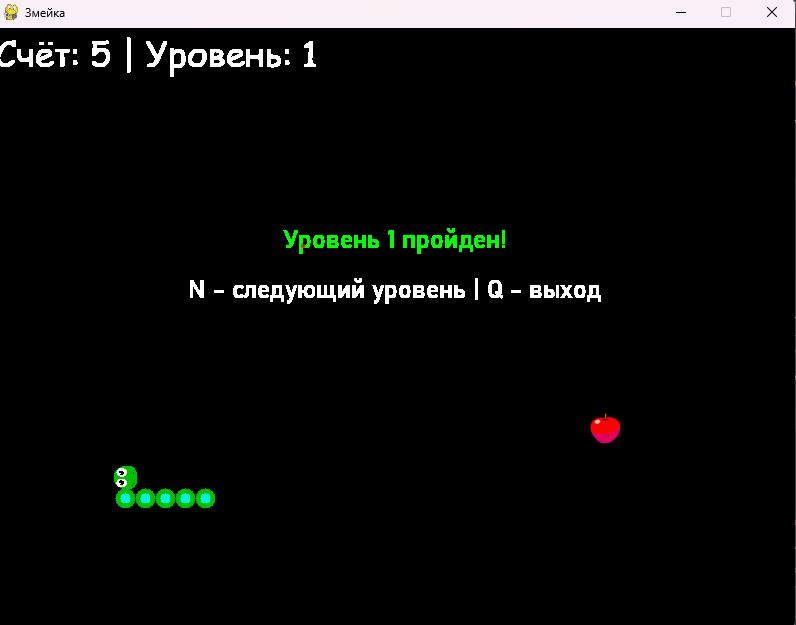 Змейка
Счёт: 5 | Уровень: 1
Уровень 1 пройден!
N - следующий уровень | Q - выход